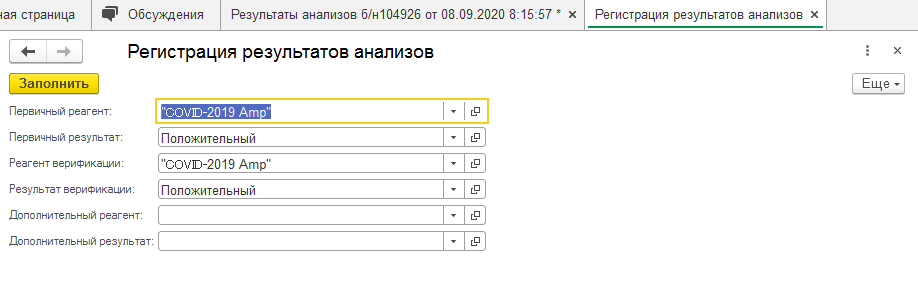 ная страница Обсуждения Результаты анализов б/н104926 от 08.09.2020 8:15:57 * Регистрация результатов анализов
Регистрация результатов анализов
Заполнить Еще
Первичный реагент: "COVID-2019 Amp"
Первичный результат: Положительный
Реагент верификации: "COVID-2019 Amp"
Результат верификации: Положительный
Дополнительный реагент:
Дополнительный результат: